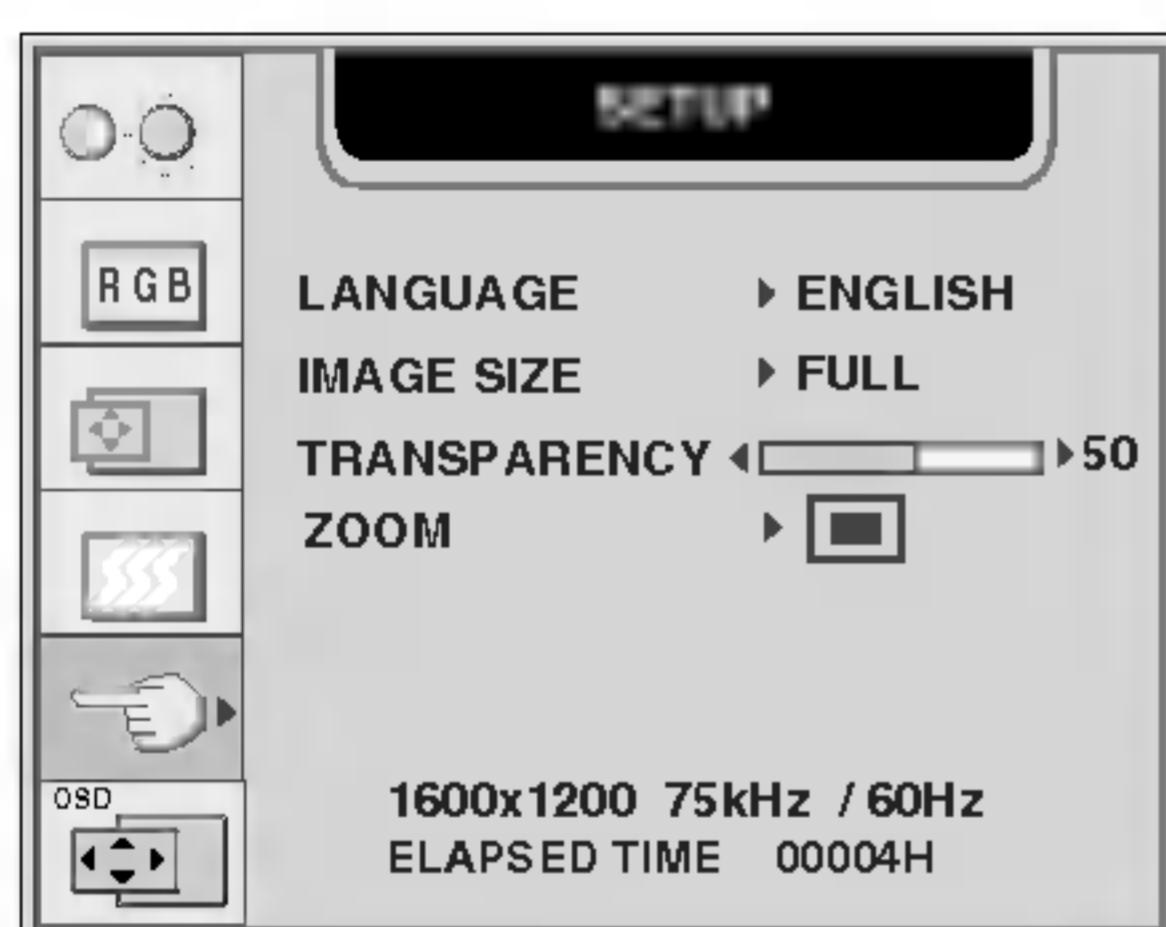 SETUP
RGB
LANGUAGE ENGLISH
IMAGE SIZE FULL
TRANSPARENCY 50
ZOOM
OSD
1600x1200 75kHz / 60Hz
ELAPSED TIME 00004H